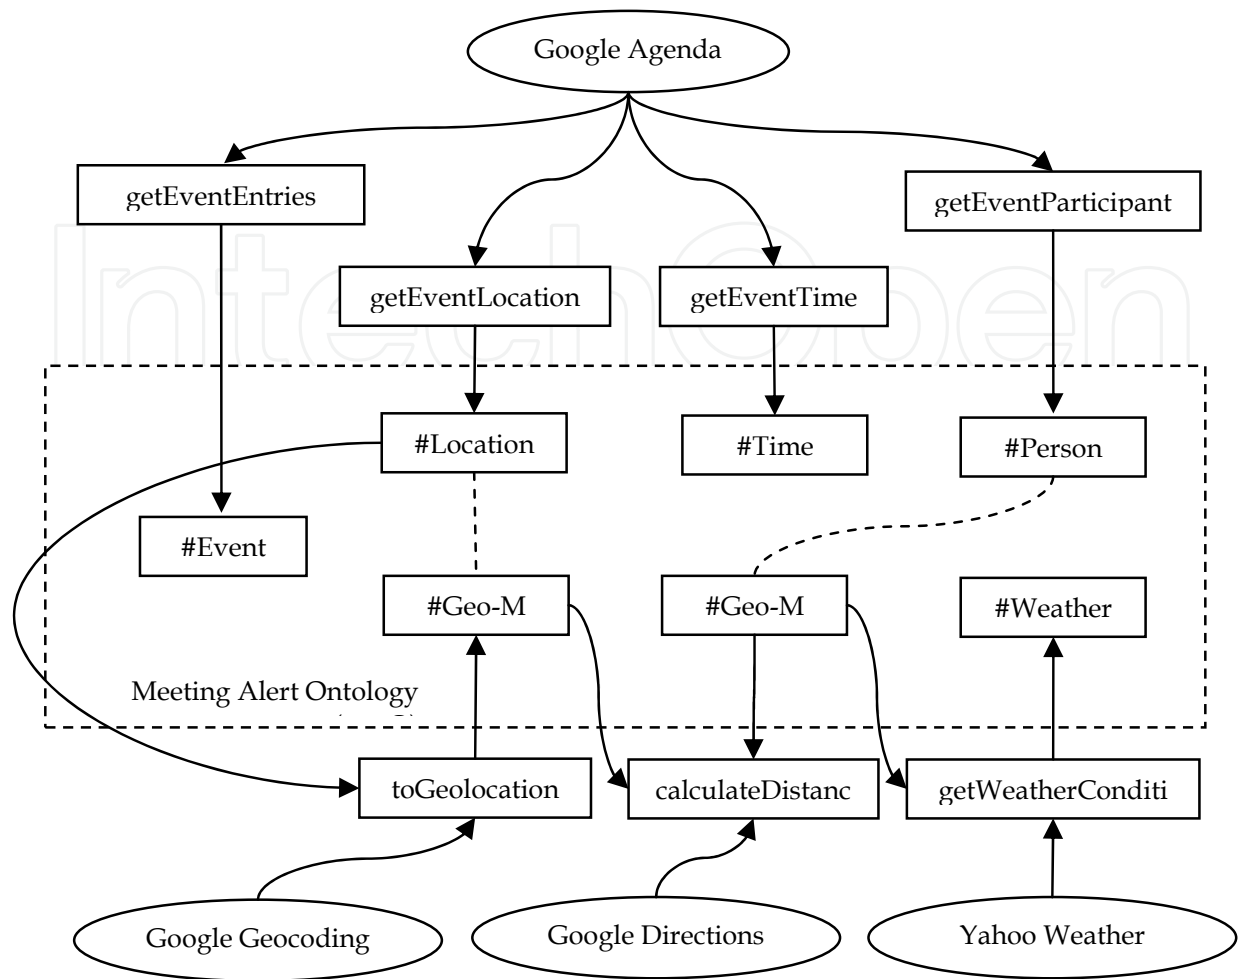 Google Agenda
getEventEntries
getEventParticipant
IntechOpen
getEventLocation
getEventTime
#Location
#Time
#Person
#Event
#Geo-M
#Geo-M
#Weather
Meeting Alert Ontology
toGeolocation
calculateDistanc
getWeatherConditi
Google Geocoding
Google Directions
Yahoo Weather